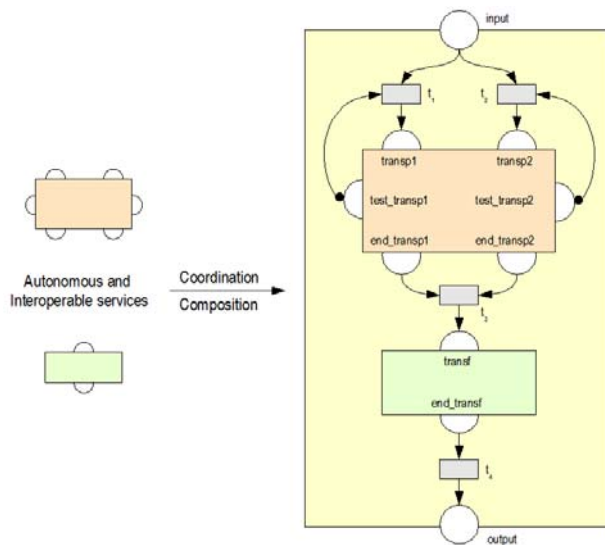 input
t₁
t₂
transp1
transp2
test_transp1
test_transp2
end_transp1
end_transp2
Autonomous and
Interoperable services
Coordination
Composition
t₃
transf
end_transf
t₄
output